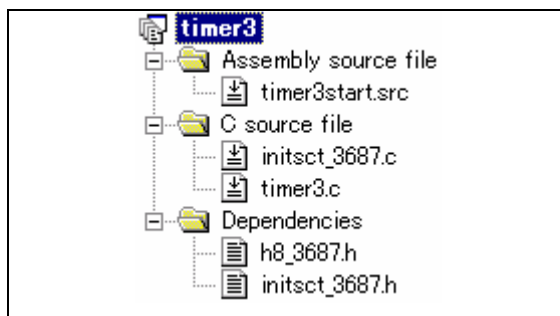 timer3
Assembly source file
timer3start.src
C source file
initsct_3687.c
timer3.c
Dependencies
h8_3687.h
initsct_3687.h